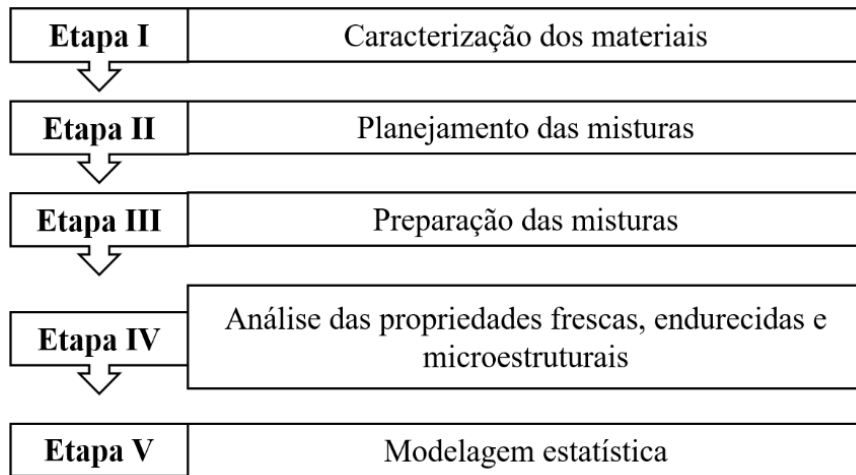 Etapa I Caracterização dos materiais
Etapa II Planejamento das misturas
Etapa III Preparação das misturas
Etapa IV Análise das propriedades frescas, endurecidas e
microestruturais
Etapa V Modelagem estatística